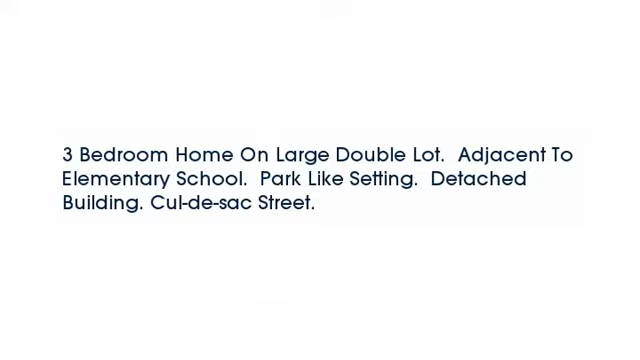 3 Bedroom Home On Large Double Lot.  Adjacent To
Elementary School.  Park Like Setting.  Detached
Building. Cul-de-sac Street.